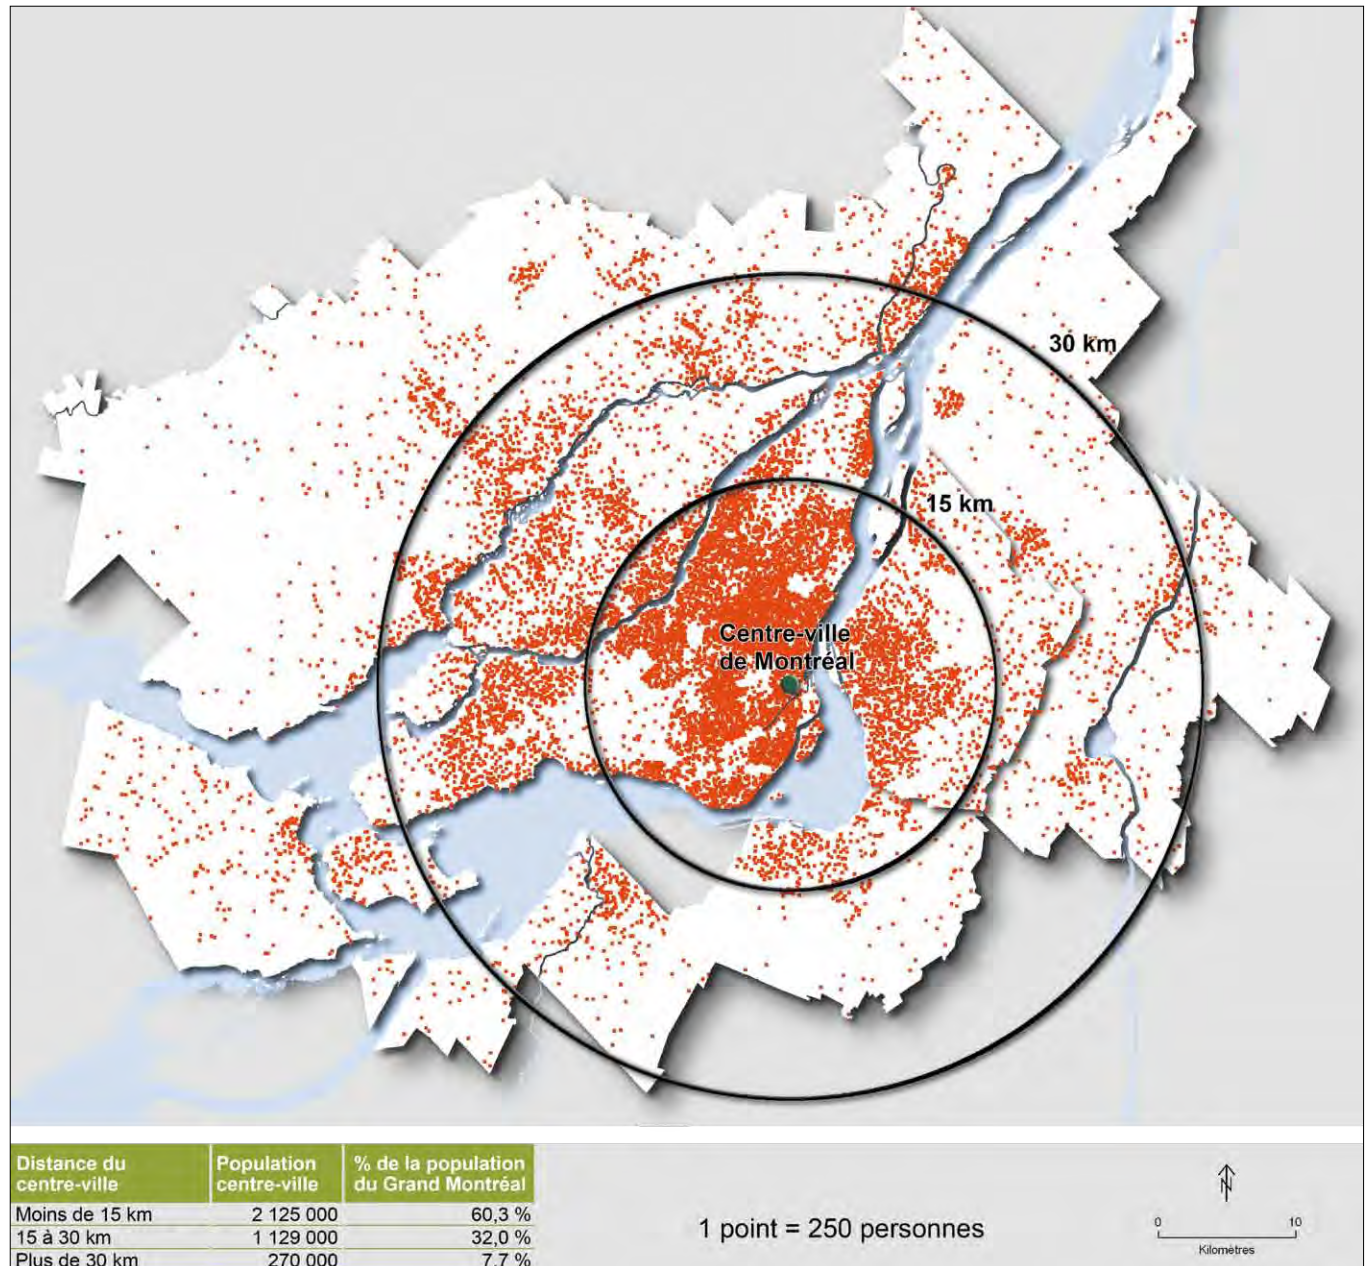 30 km
15 km
Centre-ville
de Montréal
Distance du
centre-ville
Population
centre-ville
% de la population
du Grand Montréal
Moins de 15 km 2 125 000 60,3 %
15 à 30 km 1 129 000 32,0 %
Plus de 30 km 270 000 7,7 %
1 point = 250 personnes
N
0 10
Kilomètres